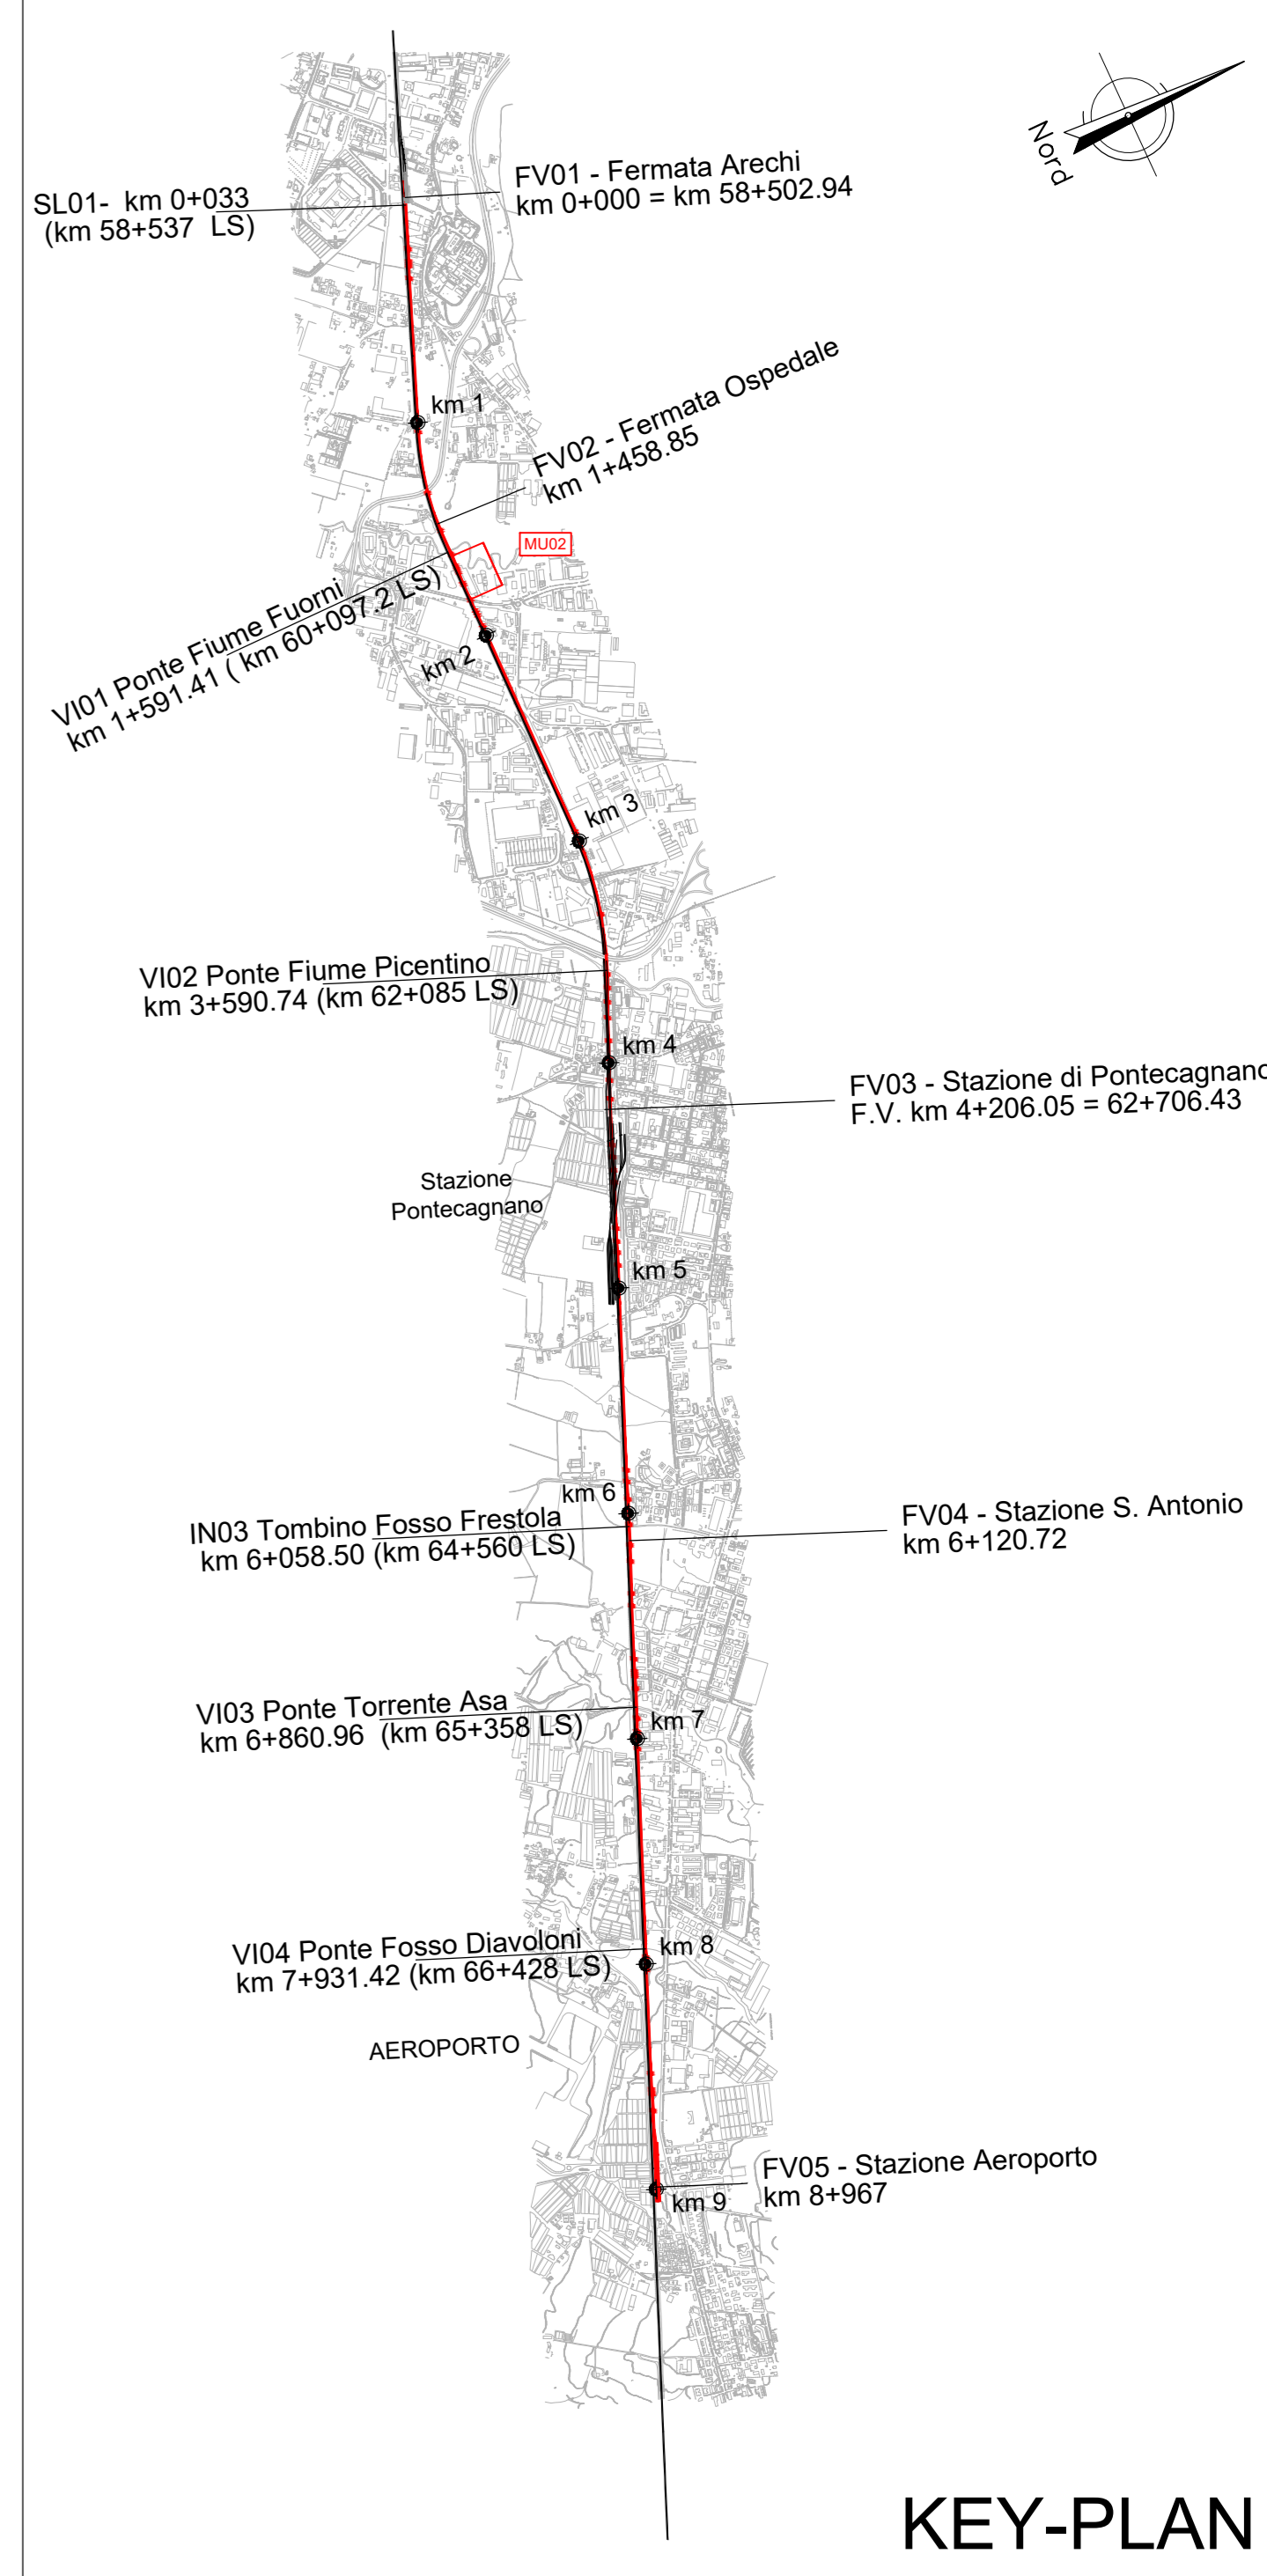 Nord
FV01 - Fermata Arechi
km 0+000 = km 58+502.94
SL01- km 0+033
(km 58+537 LS)
km 1
FV02 - Fermata Ospedale
km 1+458.85
MU02
VI01 Ponte Fiume Fuorni
km 1+591.41 ( km 60+097.2 LS)
km 2
km 3
VI02 Ponte Fiume Picentino
km 3+590.74 (km 62+085 LS)
km 4
FV03 - Stazione di Pontecagnano
F.V. km 4+206.05 = 62+706.43
Stazione
Pontecagnano
km 5
km 6
IN03 Tombino Fosso Frestola
km 6+058.50 (km 64+560 LS)
FV04 - Stazione S. Antonio
km 6+120.72
VI03 Ponte Torrente Asa
km 6+860.96 (km 65+358 LS)
km 7
VI04 Ponte Fosso Diavoloni
km 7+931.42 (km 66+428 LS)
km 8
AEROPORTO
FV05 - Stazione Aeroporto
km 8+967
km 9
KEY-PLAN